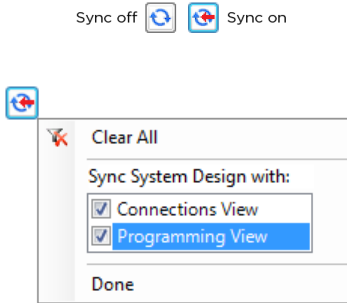 Sync off Sync on
Clear All
Sync System Design with:
Connections View
Programming View
Done